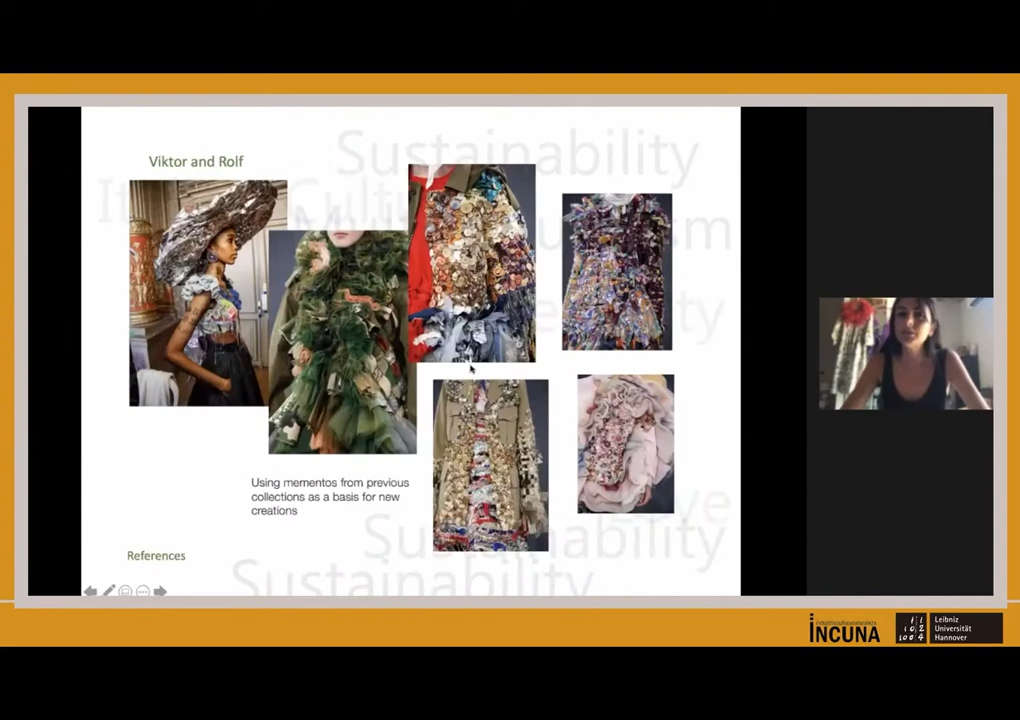 Sustainability
Viktor and Rolf
Using mementos from previous
collections as a basis for new
creations
Sustainability
References
Sustainability
INCUNA
Leibniz
Universität
Hannover